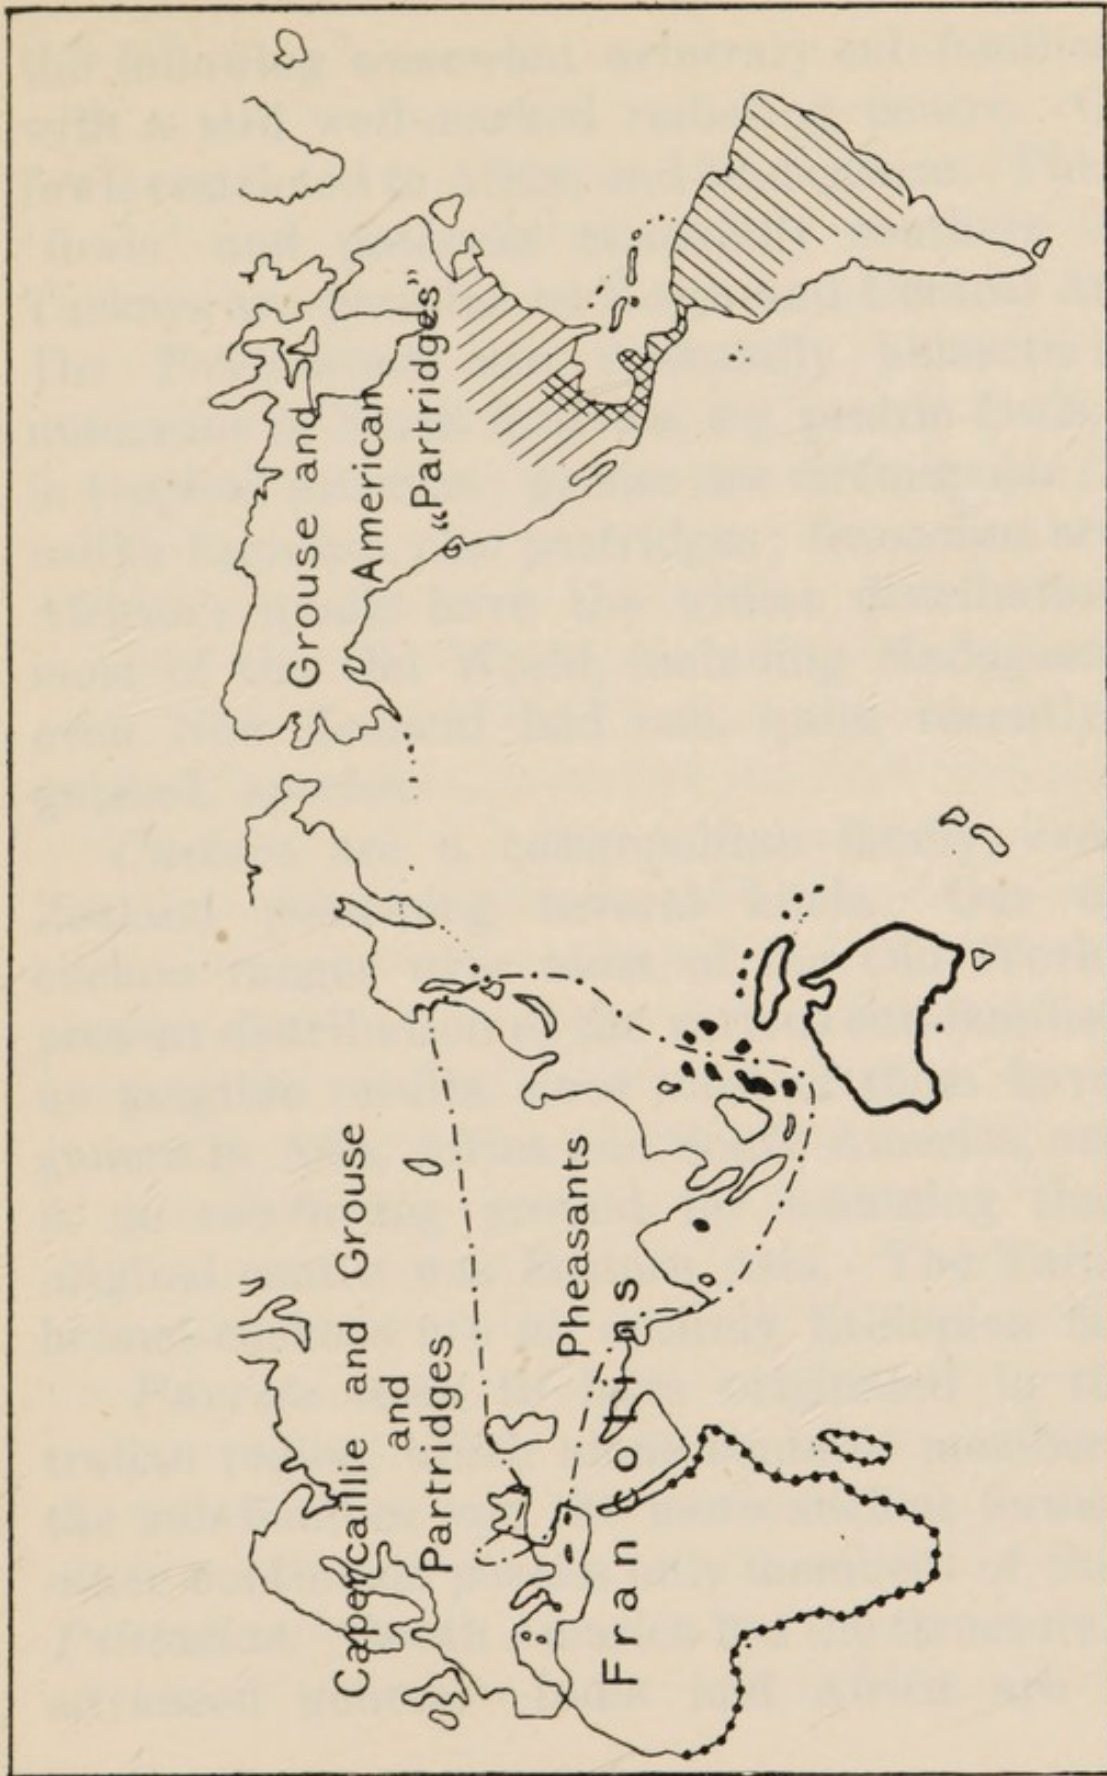 Capercaillie and Grouse
and
Partridges
Pheasants
Francolins
Grouse and
American
„Partridges”